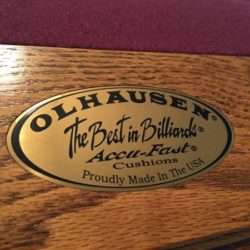 OLHAUSEN®
The Best in Billiards®
Accu-Fast®
Cushions
Proudly Made In The USA